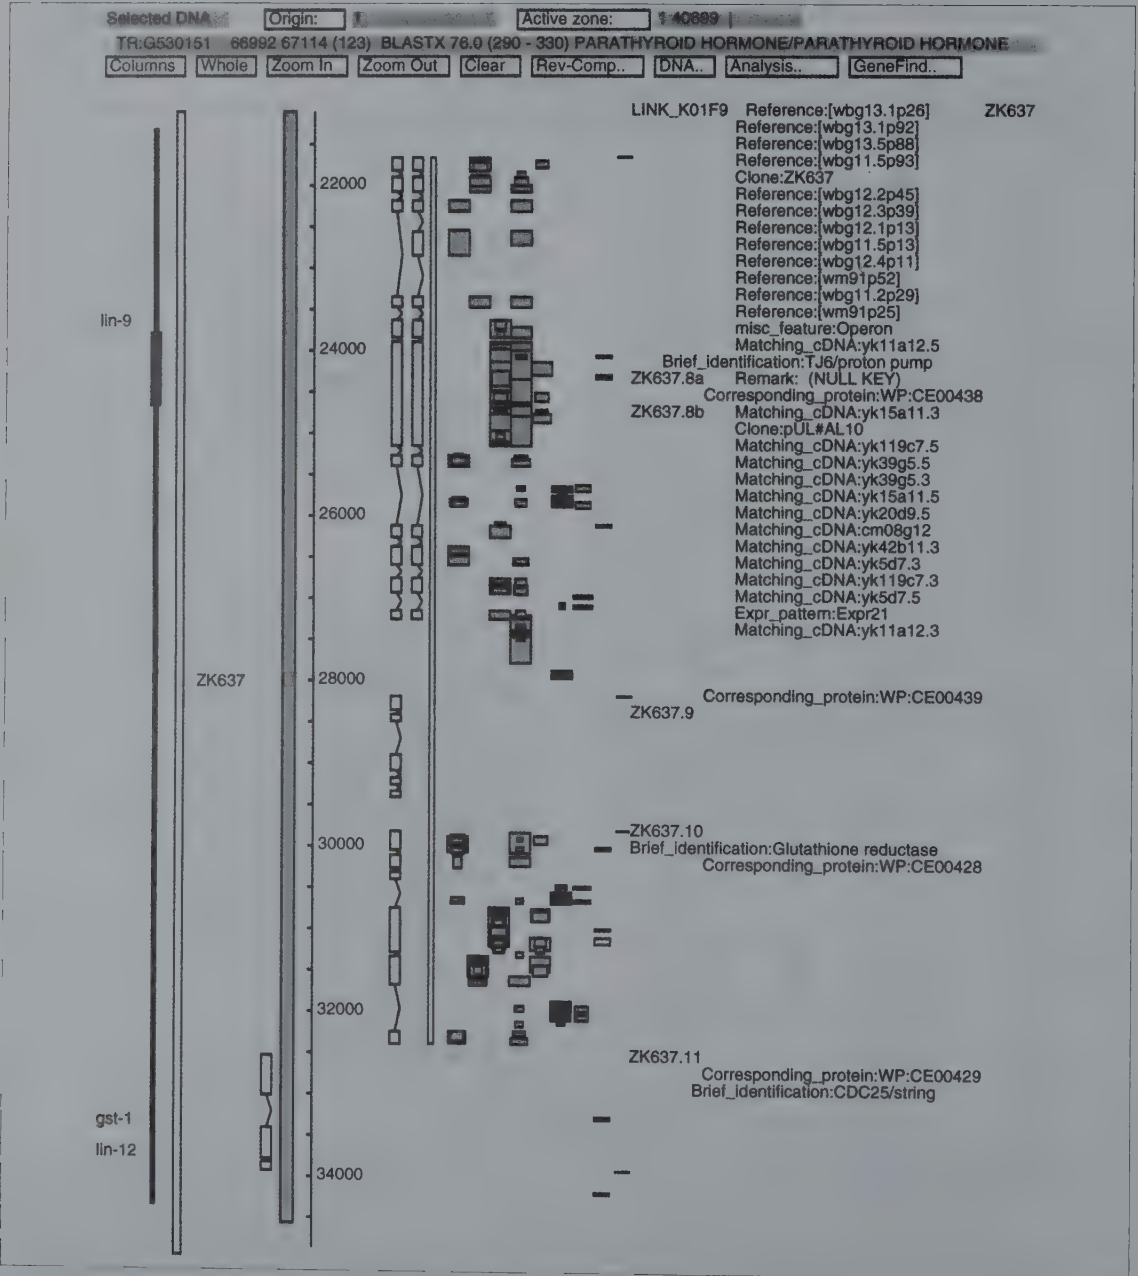 Selected DNA Origin: 1 Active zone: 1 40699
TR:G530151 66992 67114 (123) BLASTX 76.0 (290 - 330) PARATHYROID HORMONE/PARATHYROID HORMONE
Columns Whole Zoom In Zoom Out Clear Rev-Comp.. DNA.. Analysis.. GeneFind..
LINK_K01F9 Reference:[wbg13.1p26] ZK637
Reference:[wbg13.1p92]
Reference:[wbg13.5p88]
Reference:[wbg11.5p93]
Clone:ZK637
22000
Reference:[wbg12.2p45]
Reference:[wbg12.3p39]
Reference:[wbg12.1p13]
Reference:[wbg11.5p13]
Reference:[wbg12.4p11]
Reference:[wm91p52]
Reference:[wbg11.2p29]
Reference:[wm91p25]
lin-9
misc_feature:Operon
24000 Matching_cDNA:yk11a12.5
Brief_identification:TJ6/proton pump
ZK637.8a Remark: (NULL KEY)
Corresponding_protein:WP:CE00438
ZK637.8b Matching_cDNA:yk15a11.3
Clone:pUL#AL10
Matching_cDNA:yk119c7.5
Matching_cDNA:yk39g5.5
Matching_cDNA:yk39g5.3
Matching_cDNA:yk15a11.5
26000 Matching_cDNA:yk20d9.5
Matching_cDNA:cm08g12
Matching_cDNA:yk42b11.3
Matching_cDNA:yk5d7.3
Matching_cDNA:yk119c7.3
Matching_cDNA:yk5d7.5
Expr_pattern:Expr21
Matching_cDNA:yk11a12.3
ZK637 28000
Corresponding_protein:WP:CE00439
ZK637.9
ZK637.10
30000 Brief_identification:Glutathione reductase
Corresponding_protein:WP:CE00428
32000
ZK637.11
Corresponding_protein:WP:CE00429
Brief_identification:CDC25/string
gst-1
lin-12
34000